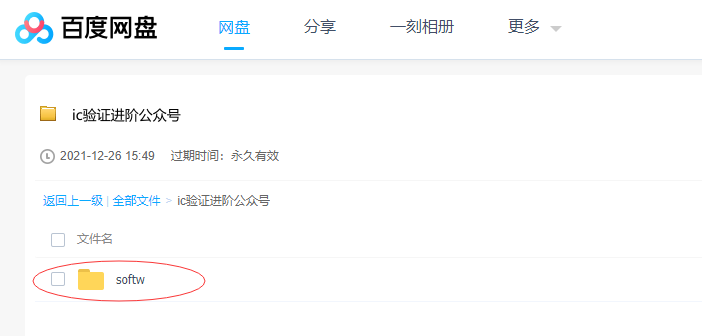 百度网盘 网盘 分享 一刻相册 更多
ic验证进阶公众号
2021-12-26 15:49 过期时间：永久有效
返回上一级 | 全部文件 > ic验证进阶公众号
文件名
softw